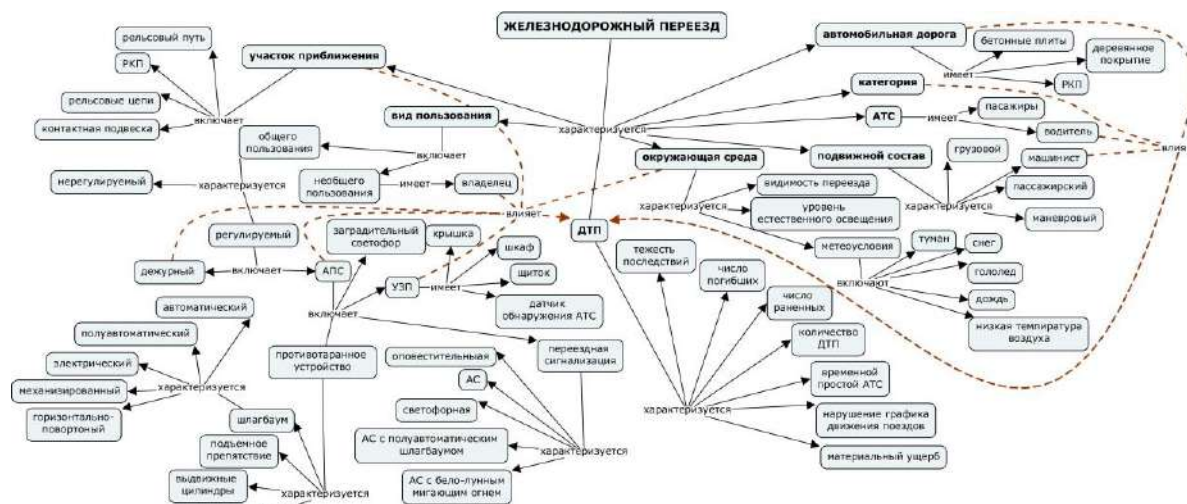 ЖЕЛЕЗНОДОРОЖНЫЙ ПЕРЕЕЗД
рельсовый путь
РКП
рельсовые цепи
контактная подвеска
участок приближения
включает
вид пользования
общего
пользования
включает
необщего
пользования
имеет
владелец
характеризуется
нерегулируемый
регулируемый
дежурный
включает
АПС
влияет
характеризуется
автомобильная дорога
бетонные плиты
деревянное
покрытие
имеет
РКП
категория
АТС
имеет
пасажиры
водитель
влия
окружающая среда
подвижной состав
грузовой
машинист
пассажирский
маневровый
характеризуется
видимость переезда
характеризуется
уровень
естественного освещения
метеоусловия
туман
снег
гололед
включают
дождь
низкая темпиратура
воздуха
ДТП
заградительный
светофор
крышка
шкаф
щиток
УЗП
имеет
датчик
обнаружения АТС
включает
противотаранное
устройство
переездная
сигнализация
тяжесть
последствий
число
погибших
число
раненных
количество
ДТП
временной
простой АТС
характеризуется
нарушение графика
движения поездов
материальный ущерб
автоматический
полуавтоматический
электрический
механизированный
характеризуется
горизонтально-
повортоный
шлагбаум
подъемное
препятствие
выдвижные
цилиндры
характеризуется
оповестительныая
АС
светофорная
АС с полуавтоматическим
шлагбаумом
характеризуется
АС с бело-лунным
мигающим огнем